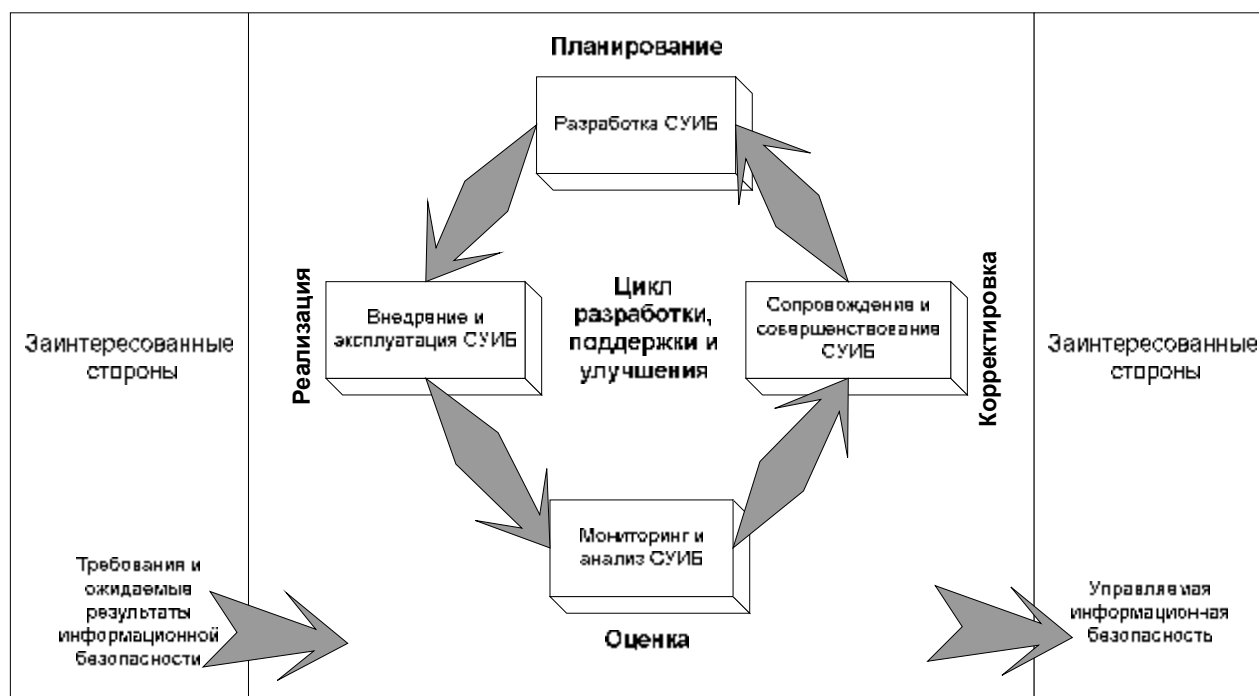 Планирование
Разработка СУИБ
Реализация
Внедрение и
эксплуатация СУИБ
Цикл
разработки,
поддержки и
улучшения
Сопровождение и
совершенствование
СУИБ
Корректировка
Заинтересованные
стороны
Заинтересованные
стороны
Мониторинг и
анализ СУИБ
Оценка
Требования и
ожидаемые
результаты
информационной
безопасности
Управляемая
информационная
безопасность